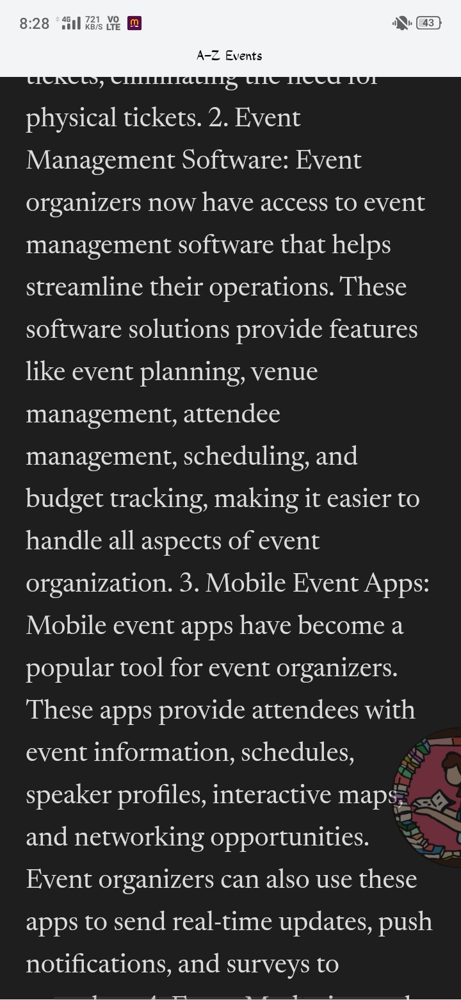 8:28 4G 721 KB/S VO LTE 43
A-Z Events
tickets, eliminating the need for
physical tickets. 2. Event
Management Software: Event
organizers now have access to event
management software that helps
streamline their operations. These
software solutions provide features
like event planning, venue
management, attendee
management, scheduling, and
budget tracking, making it easier to
handle all aspects of event
organization. 3. Mobile Event Apps:
Mobile event apps have become a
popular tool for event organizers.
These apps provide attendees with
event information, schedules,
speaker profiles, interactive maps,
and networking opportunities.
Event organizers can also use these
apps to send real-time updates, push
notifications, and surveys to